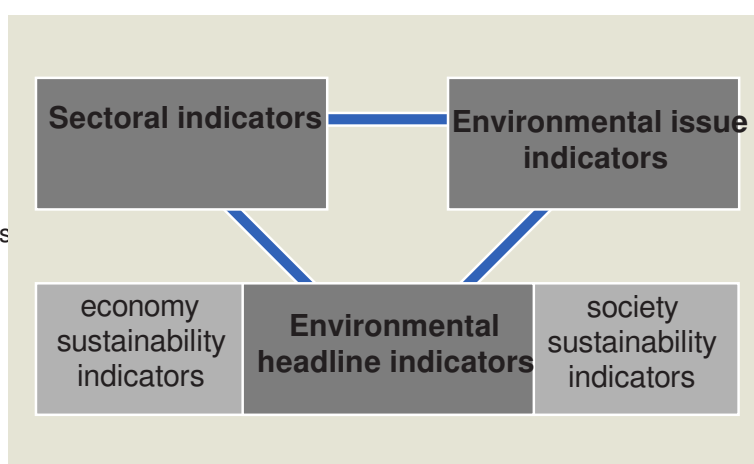 Sectoral indicators
Environmental issue
indicators
s
economy
sustainability
indicators
Environmental
headline indicators
society
sustainability
indicators